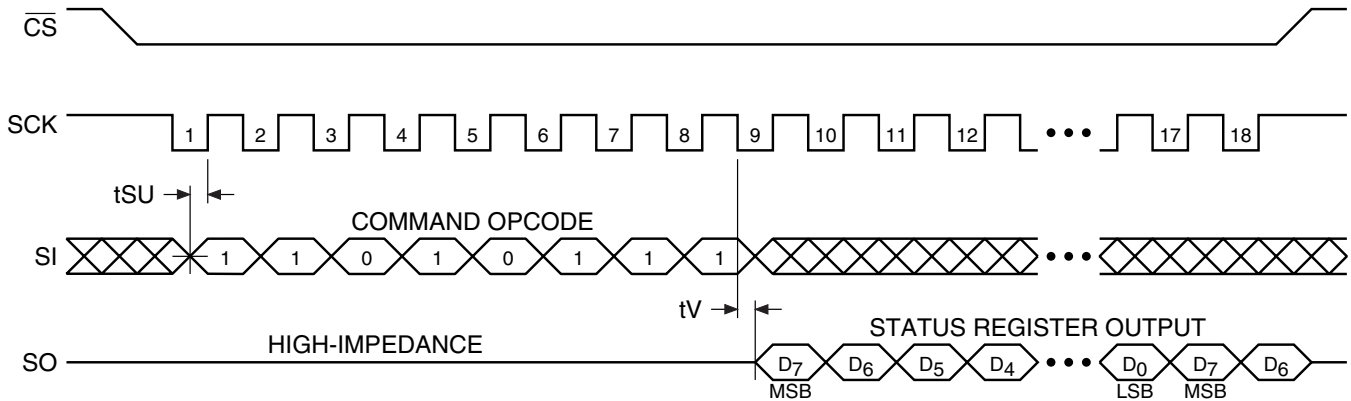 CS
SCK 1 2 3 4 5 6 7 8 9 10 11 12 17 18
tSU
COMMAND OPCODE
SI 1 1 0 1 0 1 1 1
tV
STATUS REGISTER OUTPUT
HIGH-IMPEDANCE
SO D7 D6 D5 D4 D0 D7 D6
MSB LSB MSB